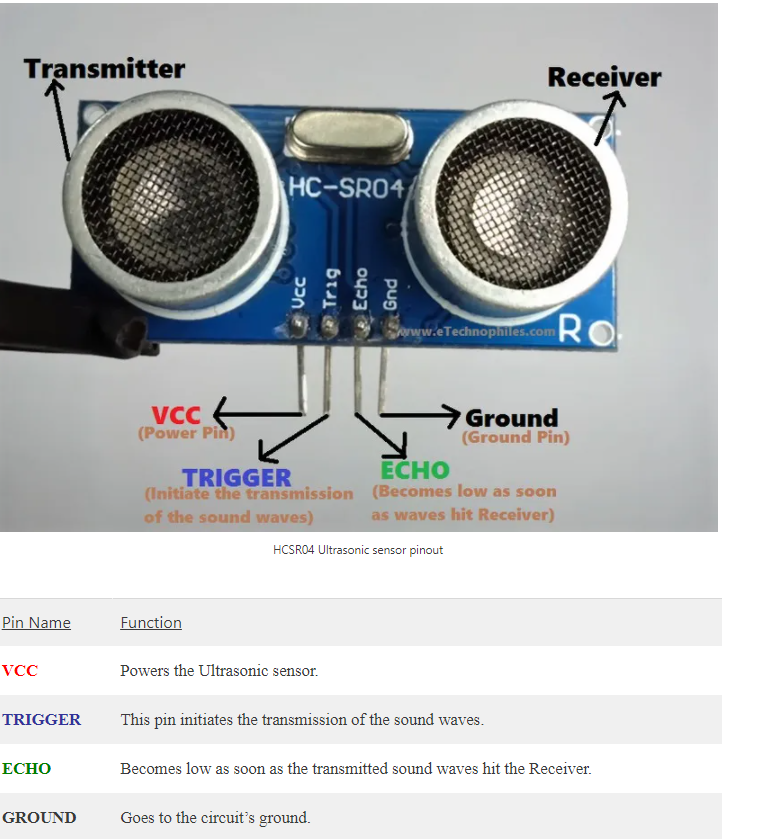 Transmitter
Receiver
HC-SR04
Vcc
Trig
Echo
Gnd
www.eTechnophiles.com
R
VCC
(Power Pin)
Ground
(Ground Pin)
TRIGGER
(Initiate the transmission
of the sound waves)
ECHO
(Becomes low as soon
as waves hit Receiver)
HCSR04 Ultrasonic sensor pinout
Pin Name Function
VCC Powers the Ultrasonic sensor.
TRIGGER This pin initiates the transmission of the sound waves.
ECHO Becomes low as soon as the transmitted sound waves hit the Receiver.
GROUND Goes to the circuit’s ground.